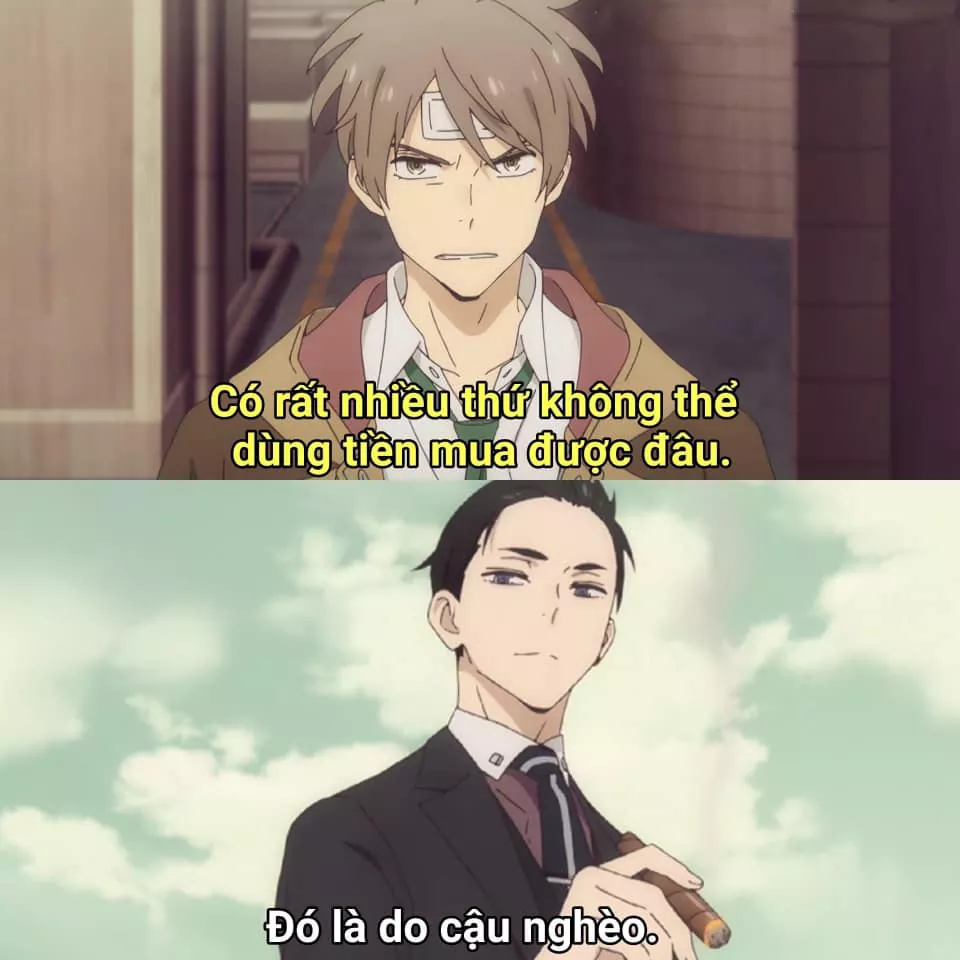 Có rất nhiều thứ không thể
dùng tiền mua được đâu.
Đó là do cậu nghèo.